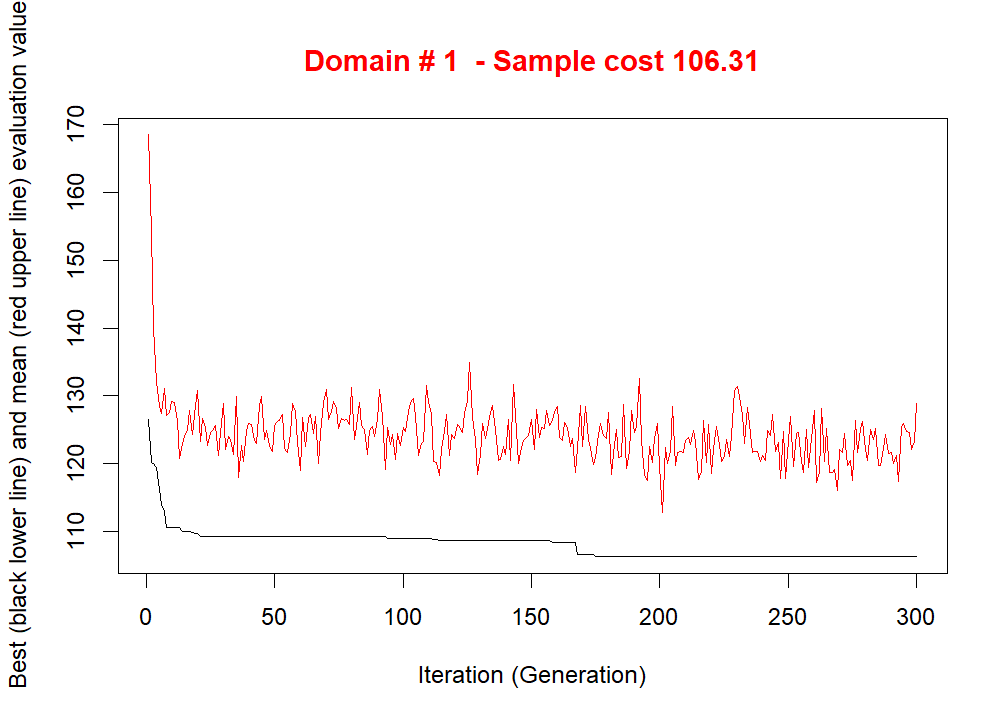 Domain # 1  - Sample cost 106.31
Best (black lower line) and mean (red upper line) evaluation value
170
160
150
140
130
120
110
0 50 100 150 200 250 300
Iteration (Generation)